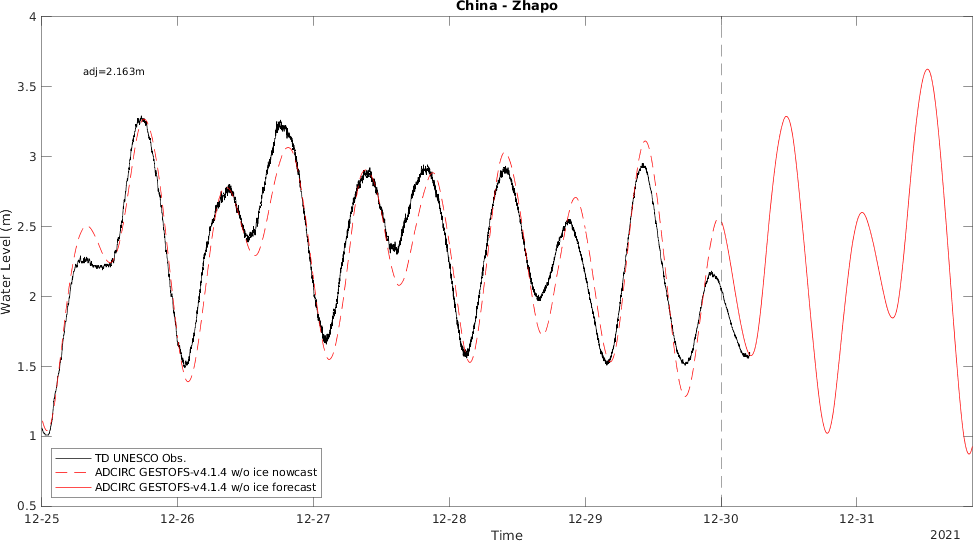 China - Zhapo
4
adj=2.163m
3.5
3
2.5
Water Level (m)
2
1.5
1
TD UNESCO Obs.
ADCIRC GESTOFS-v4.1.4 w/o ice nowcast
ADCIRC GESTOFS-v4.1.4 w/o ice forecast
0.5
12-25 12-26 12-27 12-28 12-29 12-30 12-31
Time
2021